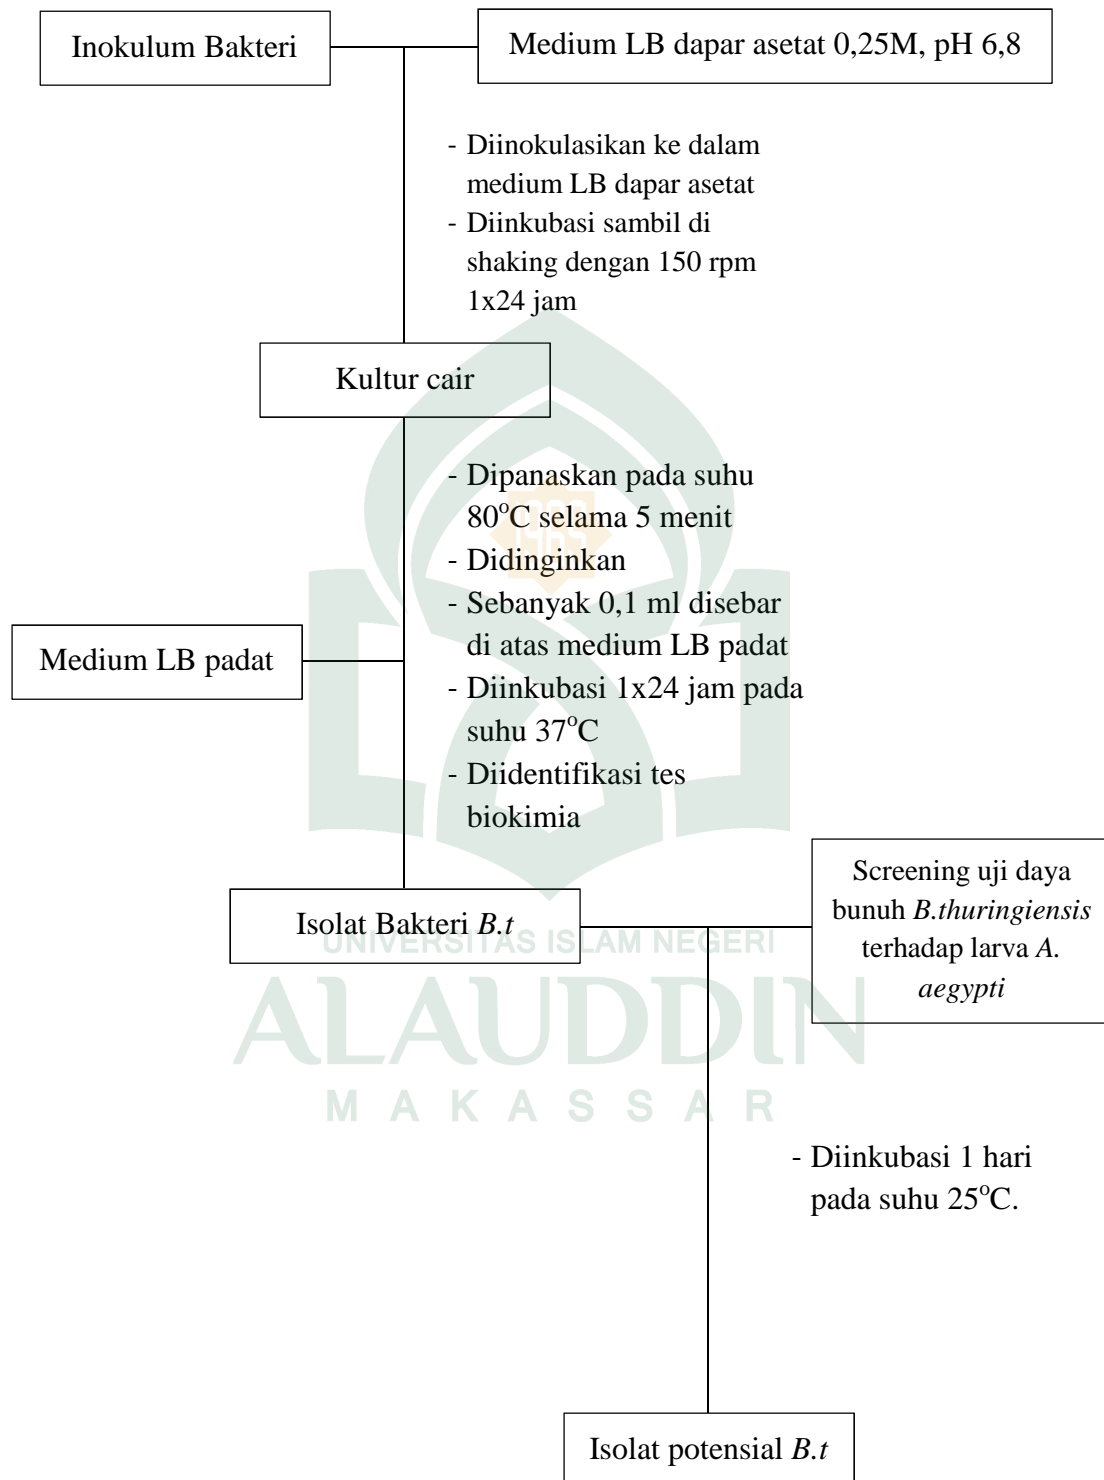 Inokulum Bakteri
Medium LB dapar asetat 0,25M, pH 6,8
- Diinokulasikan ke dalam
medium LB dapar asetat
- Diinkubasi sambil di
shaking dengan 150 rpm
1x24 jam
Kultur cair
- Dipanaskan pada suhu
80°C selama 5 menit
- Didinginkan
- Sebanyak 0,1 ml disebar
di atas medium LB padat
- Diinkubasi 1x24 jam pada
suhu 37°C
- Diidentifikasi tes
biokimia
Medium LB padat
Isolat Bakteri B.t
Screening uji daya
bunuh B.thuringiensis
terhadap larva A.
aegypti
UNIVERSITAS ISLAM NEGERI
ALAUDDIN
MAKASSAR
- Diinkubasi 1 hari
pada suhu 25°C.
Isolat potensial B.t